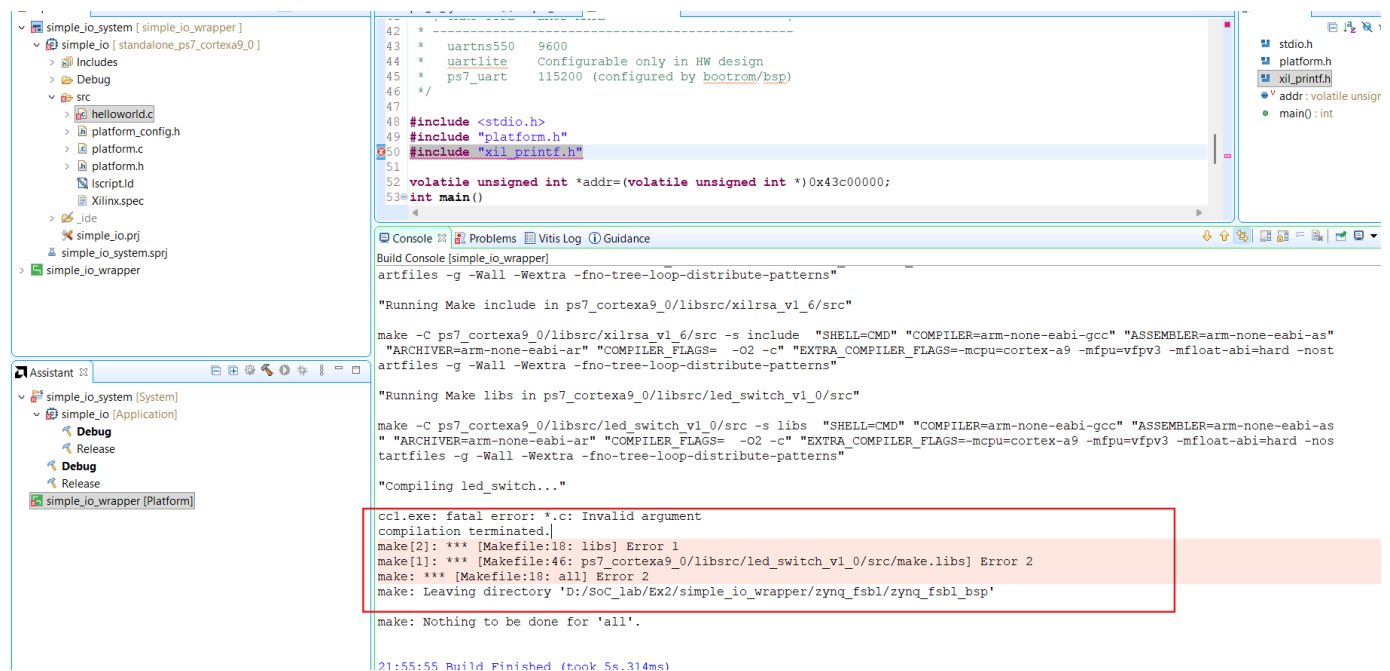 simple_io_system [ simple_io_wrapper ]
simple_io [ standalone_ps7_cortexa9_0 ]
Includes
Debug
src
helloworld.c
platform_config.h
platform.c
platform.h
lscript.ld
Xilinx.spec
_ide
simple_io.prj
simple_io_system.sprj
simple_io_wrapper
42 * -------------------------------------------------
43 * uartns550 9600
44 * uartlite Configurable only in HW design
45 * ps7_uart 115200 (configured by bootrom/bsp)
46 */
47
48 #include <stdio.h>
49 #include "platform.h"
50 #include "xil_printf.h"
51
52 volatile unsigned int *addr=(volatile unsigned int *)0x43c00000;
53 int main()
stdio.h
platform.h
xil_printf.h
addr : volatile unsign
main() : int
Assistant
simple_io_system [System]
simple_io [Application]
Debug
Release
Debug
Release
simple_io_wrapper [Platform]
Console Problems Vitis Log Guidance
Build Console [simple_io_wrapper]
artfiles -g -Wall -Wextra -fno-tree-loop-distribute-patterns"
"Running Make include in ps7_cortexa9_0/libsrc/xilrsa_v1_6/src"
make -C ps7_cortexa9_0/libsrc/xilrsa_v1_6/src -s include "SHELL=CMD" "COMPILER=arm-none-eabi-gcc" "ASSEMBLER=arm-none-eabi-as"
"ARCHIVER=arm-none-eabi-ar" "COMPILER_FLAGS= -O2 -c" "EXTRA_COMPILER_FLAGS=-mcpu=cortex-a9 -mfpu=vfpv3 -mfloat-abi=hard -nost
artfiles -g -Wall -Wextra -fno-tree-loop-distribute-patterns"
"Running Make libs in ps7_cortexa9_0/libsrc/led_switch_v1_0/src"
make -C ps7_cortexa9_0/libsrc/led_switch_v1_0/src -s libs "SHELL=CMD" "COMPILER=arm-none-eabi-gcc" "ASSEMBLER=arm-none-eabi-as
" "ARCHIVER=arm-none-eabi-ar" "COMPILER_FLAGS= -O2 -c" "EXTRA_COMPILER_FLAGS=-mcpu=cortex-a9 -mfpu=vfpv3 -mfloat-abi=hard -nos
tartfiles -g -Wall -Wextra -fno-tree-loop-distribute-patterns"
"Compiling led_switch..."
cc1.exe: fatal error: *.c: Invalid argument
compilation terminated.
make[2]: *** [Makefile:18: libs] Error 1
make[1]: *** [Makefile:46: ps7_cortexa9_0/libsrc/led_switch_v1_0/src/make.libs] Error 2
make: *** [Makefile:18: all] Error 2
make: Leaving directory 'D:/SoC_lab/Ex2/simple_io_wrapper/zynq_fsbl/zynq_fsbl_bsp'
make: Nothing to be done for 'all'.
21:55:55 Build Finished (took 5s.314ms)